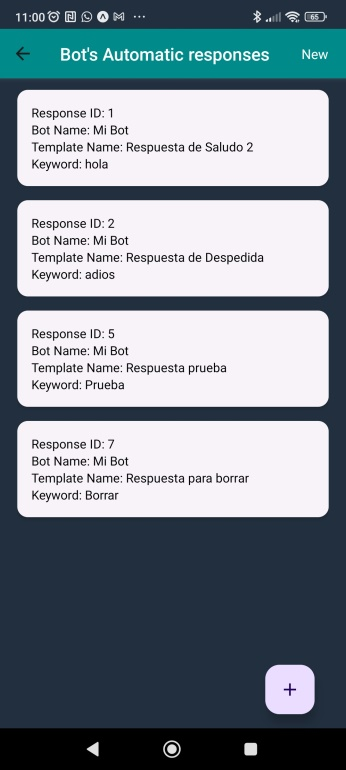 11:00
65
Bot's Automatic responses
New
Response ID: 1
Bot Name: Mi Bot
Template Name: Respuesta de Saludo 2
Keyword: hola
Response ID: 2
Bot Name: Mi Bot
Template Name: Respuesta de Despedida
Keyword: adios
Response ID: 5
Bot Name: Mi Bot
Template Name: Respuesta prueba
Keyword: Prueba
Response ID: 7
Bot Name: Mi Bot
Template Name: Respuesta para borrar
Keyword: Borrar
+